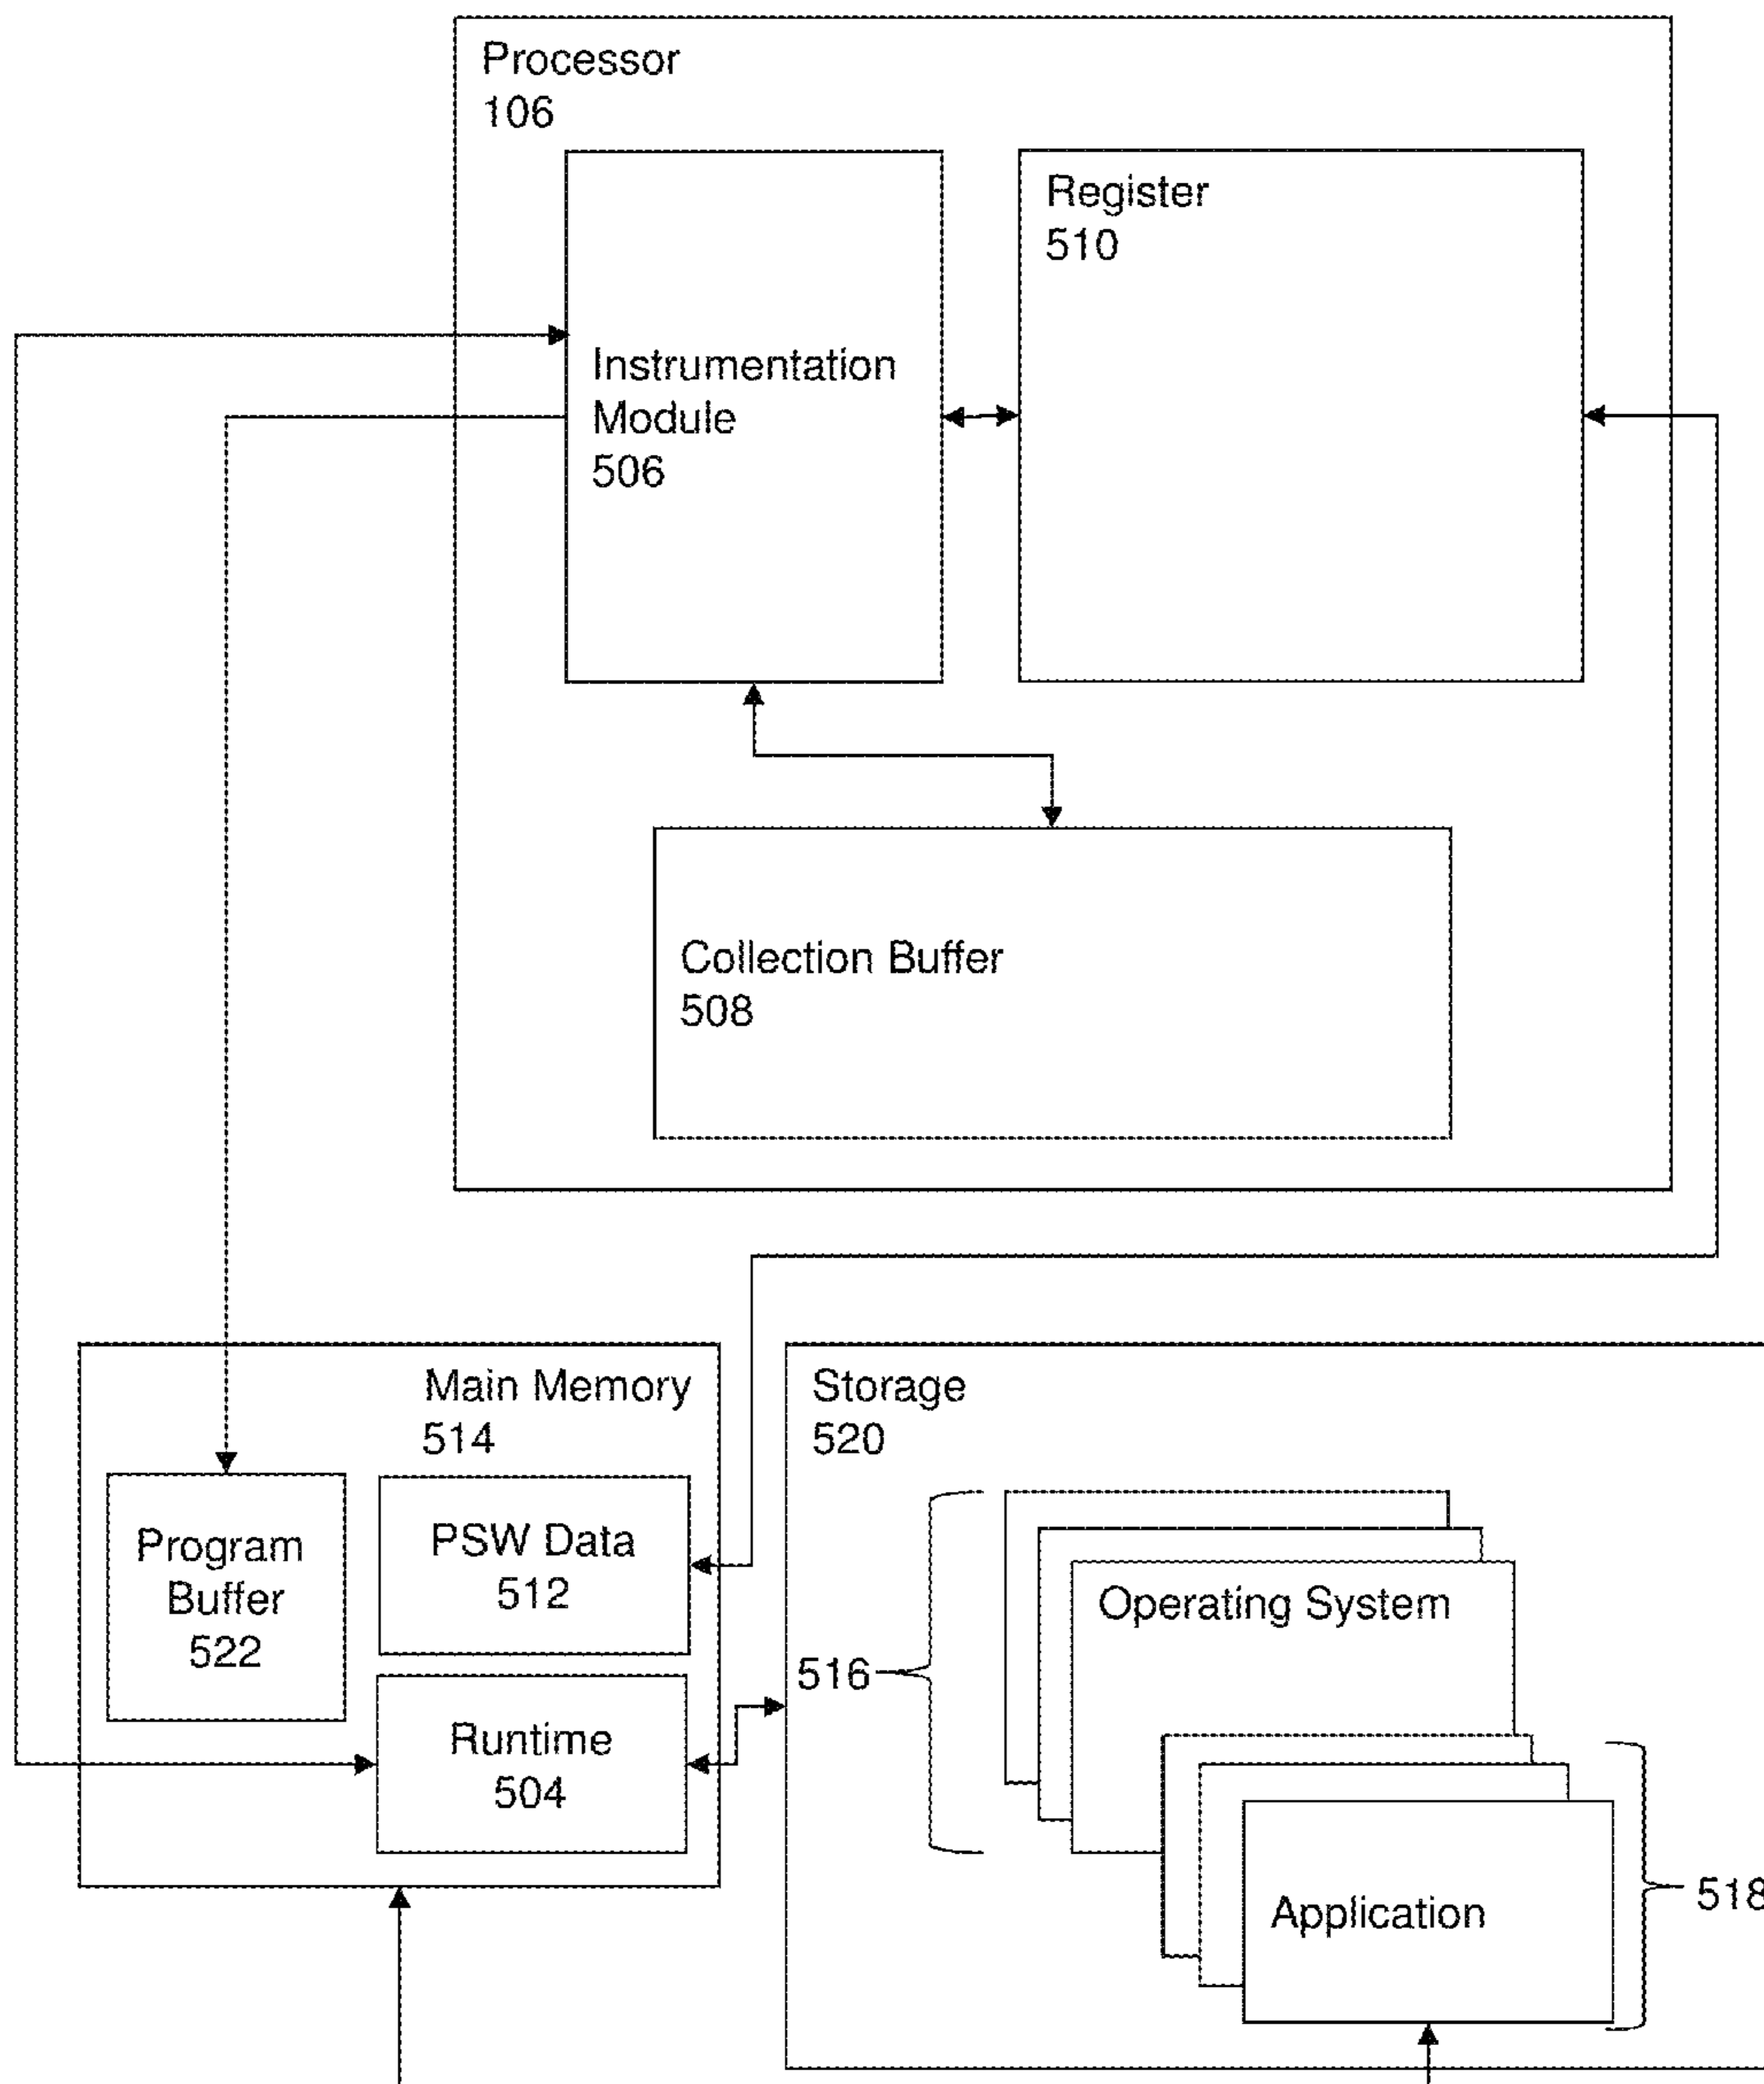 Processor
106
Register
510
Instrumentation
Module
506
Collection Buffer
508
Main Memory
514
Program
Buffer
522
PSW Data
512
Runtime
504
Storage
520
Operating System
516
Application
518